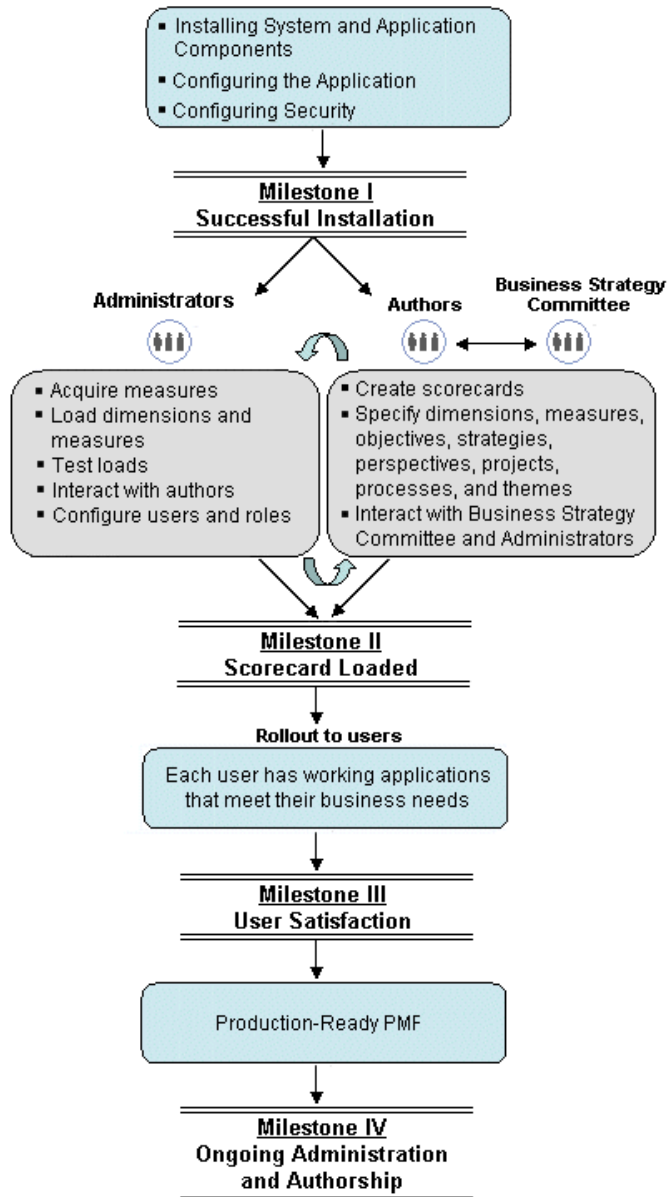 ▪ Installing System and Application
Components
▪ Configuring the Application
▪ Configuring Security
Milestone I
Successful Installation
Administrators
Authors
Business Strategy
Committee
▪ Acquire measures
▪ Load dimensions and
measures
▪ Test loads
▪ Interact with authors
▪ Configure users and roles
▪ Create scorecards
▪ Specify dimensions, measures,
objectives, strategies,
perspectives, projects,
processes, and themes
▪ Interact with Business Strategy
Committee and Administrators
Milestone II
Scorecard Loaded
Rollout to users
Each user has working applications
that meet their business needs
Milestone III
User Satisfaction
Production-Ready PMF
Milestone IV
Ongoing Administration
and Authorship